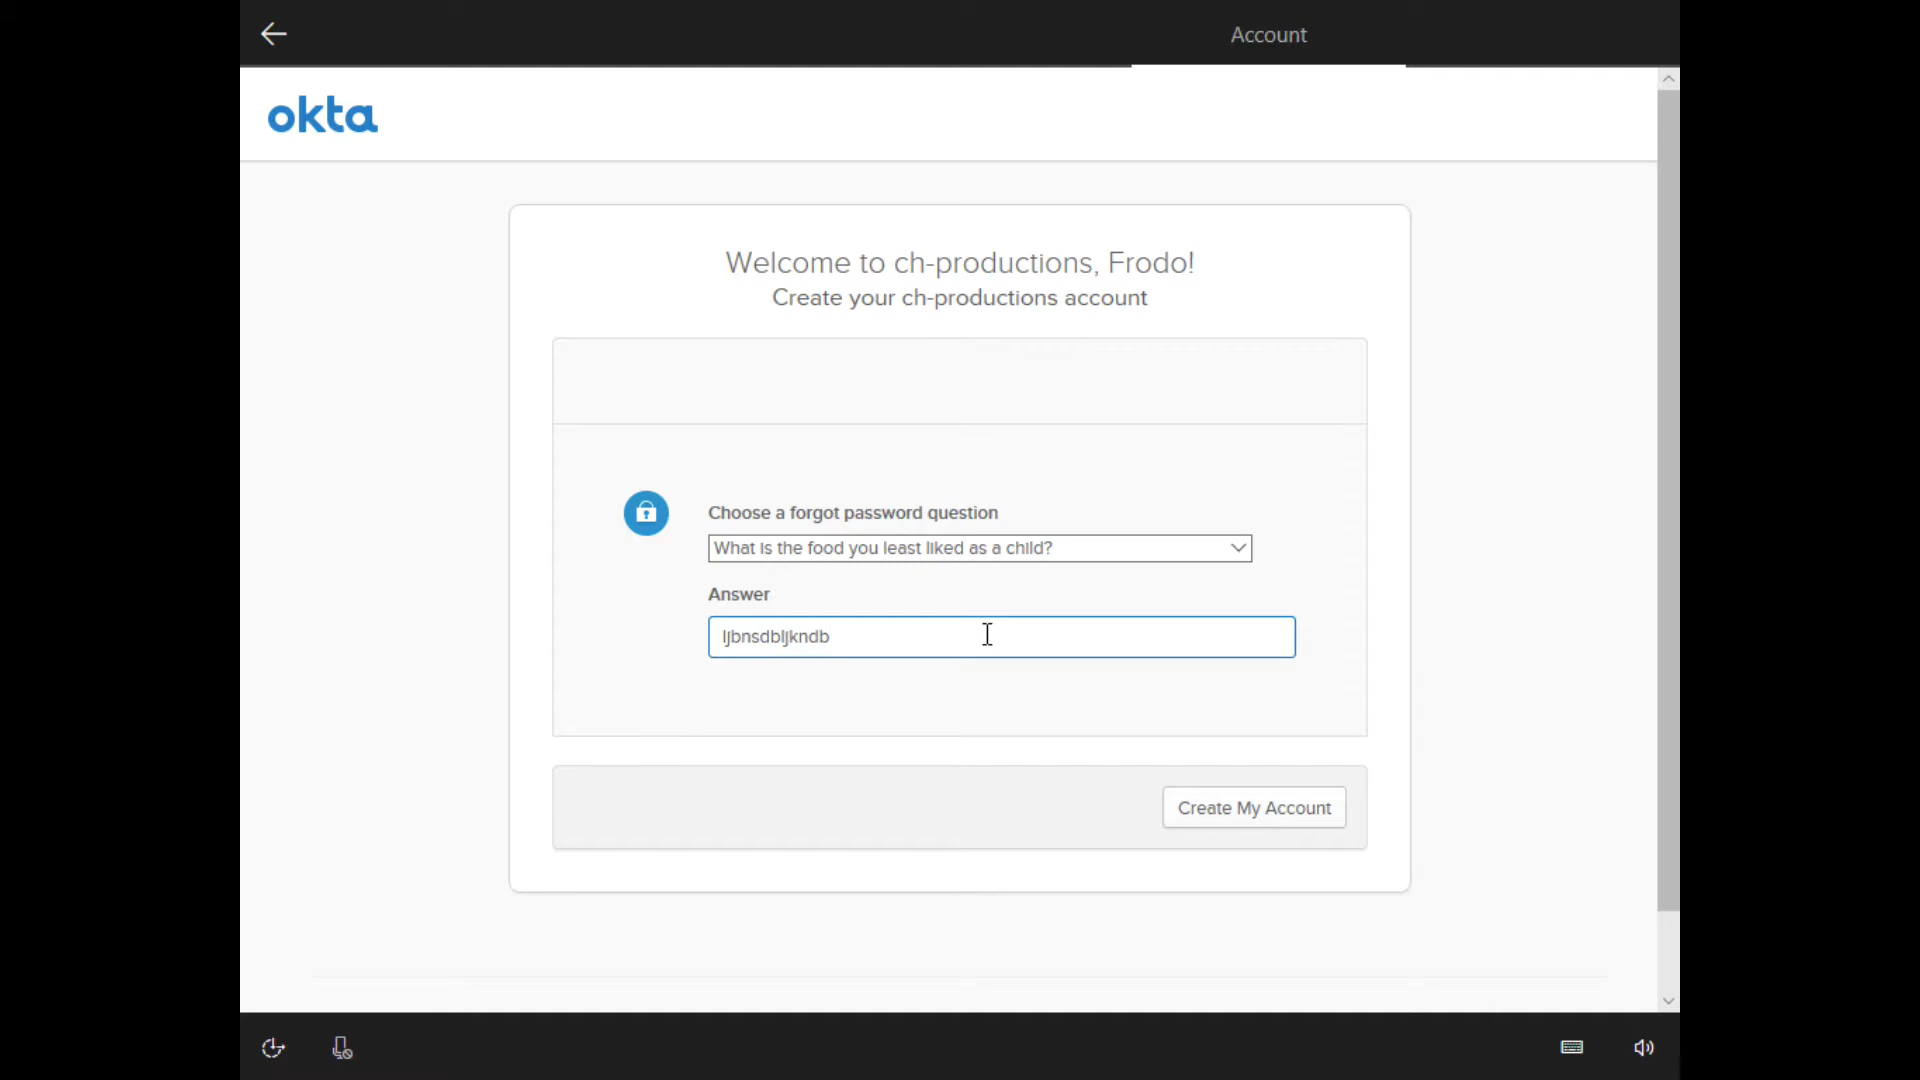 Account
okta
Welcome to ch-productions, Frodo!
Create your ch-productions account
Choose a forgot password question
What is the food you least liked as a child?
Answer
ljbnsdbljkndb
Create My Account